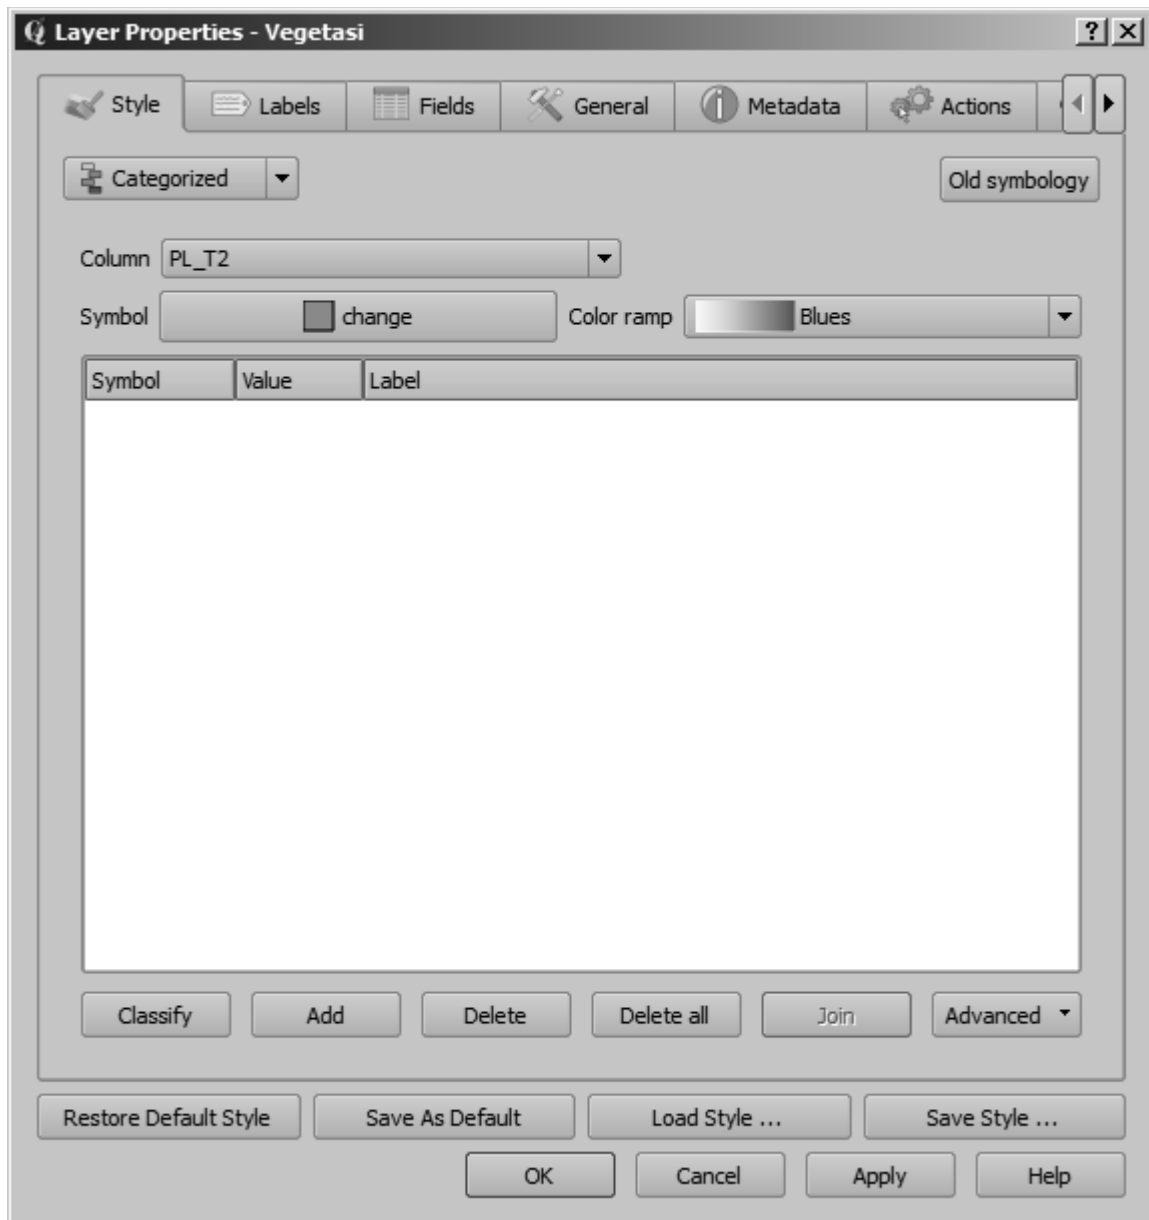 Layer Properties - Vegetasi
Style Labels Fields General Metadata Actions
Categorized Old symbology
Column PL_T2
Symbol change Color ramp Blues
Symbol Value Label
Classify Add Delete Delete all Join Advanced
Restore Default Style Save As Default Load Style ... Save Style ...
OK Cancel Apply Help